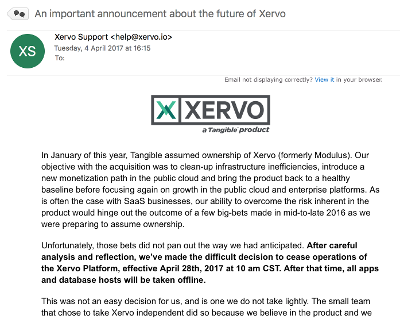 An important announcement about the future of Xervo
XS
Xervo Support <help@xervo.io>
Tuesday, 4 April 2017 at 16:15
To:
Email not displaying correctly? View it in your browser.
XERVO
a Tangible product
In January of this year, Tangible assumed ownership of Xervo (formerly Modulus). Our
objective with the acquisition was to clean-up infrastructure inefficiencies, introduce a
new monetization path in the public cloud and bring the product back to a healthy
baseline before focusing again on growth in the public cloud and enterprise platforms. As
is often the case with SaaS businesses, our ability to overcome the risk inherent in the
product would hinge out the outcome of a few big-bets made in mid-to-late 2016 as we
were preparing to assume ownership.
Unfortunately, those bets did not pan out the way we had anticipated. After careful
analysis and reflection, we've made the difficult decision to cease operations of
the Xervo Platform, effective April 28th, 2017 at 10 am CST. After that time, all apps
and database hosts will be taken offline.
This was not an easy decision for us, and is one we do not take lightly. The small team
that chose to take Xervo independent did so because we believe in the product and we